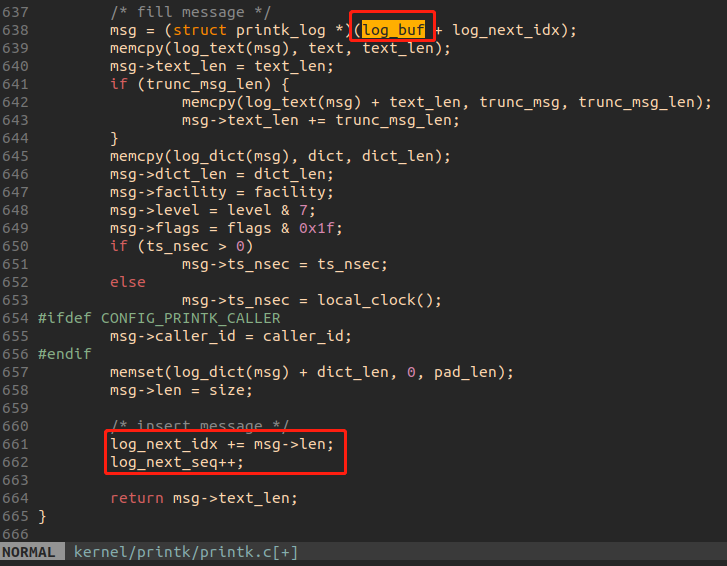 637         /* fill message */
638         msg = (struct printk_log *)(log_buf + log_next_idx);
639         memcpy(log_text(msg), text, text_len);
640         msg->text_len = text_len;
641         if (trunc_msg_len) {
642                 memcpy(log_text(msg) + text_len, trunc_msg, trunc_msg_len);
643                 msg->text_len += trunc_msg_len;
644         }
645         memcpy(log_dict(msg), dict, dict_len);
646         msg->dict_len = dict_len;
647         msg->facility = facility;
648         msg->level = level & 7;
649         msg->flags = flags & 0x1f;
650         if (ts_nsec > 0)
651                 msg->ts_nsec = ts_nsec;
652         else
653                 msg->ts_nsec = local_clock();
654 #ifdef CONFIG_PRINTK_CALLER
655         msg->caller_id = caller_id;
656 #endif
657         memset(log_dict(msg) + dict_len, 0, pad_len);
658         msg->len = size;
659
660         /* insert message */
661         log_next_idx += msg->len;
662         log_next_seq++;
663
664         return msg->text_len;
665 }
666
NORMAL kernel/printk/printk.c[+]